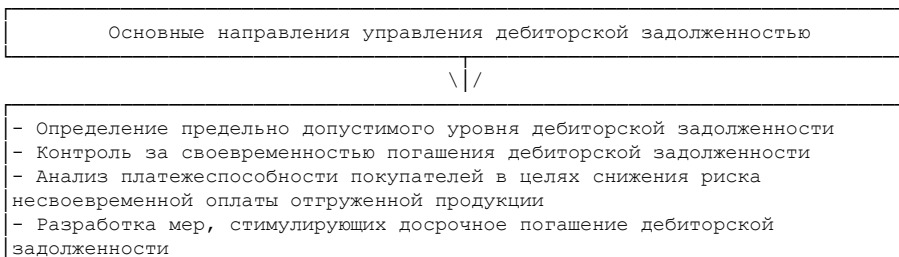 Основные направления управления дебиторской задолженностью
- Определение предельно допустимого уровня дебиторской задолженности
- Контроль за своевременностью погашения дебиторской задолженности
- Анализ платежеспособности покупателей в целях снижения риска
несвоевременной оплаты отгруженной продукции
- Разработка мер, стимулирующих досрочное погашение дебиторской
задолженности